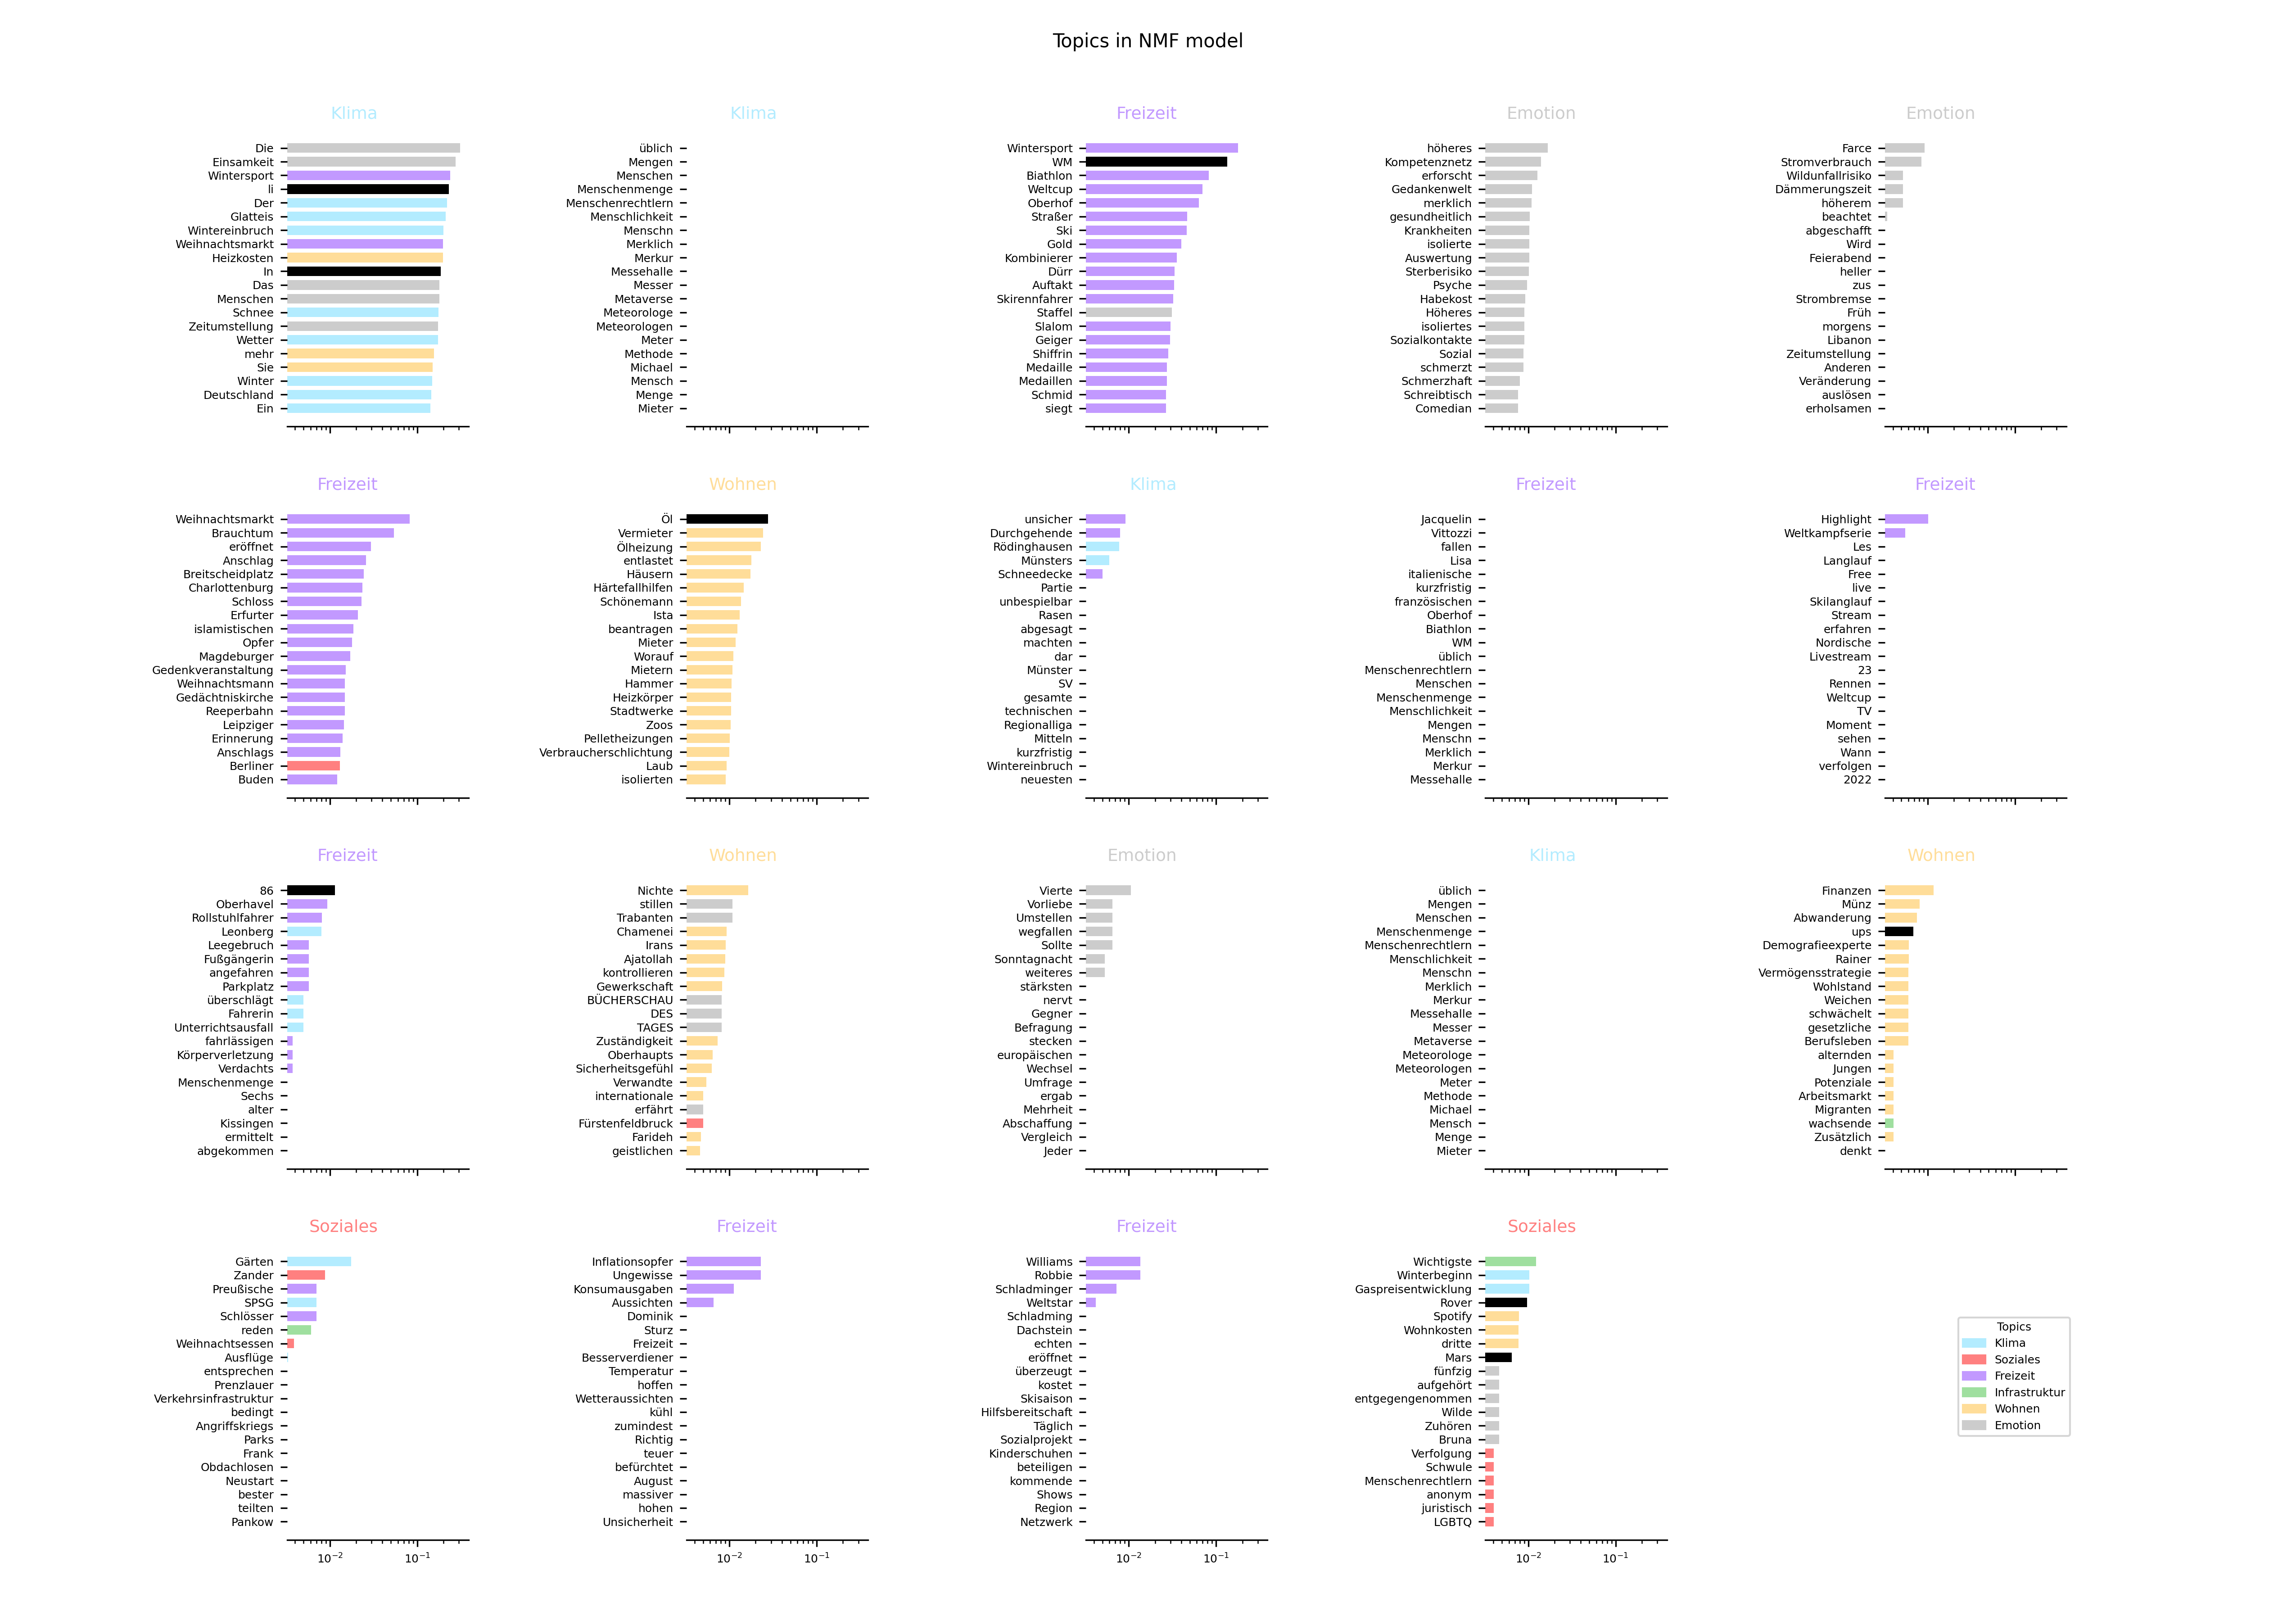 Topics in NMF model
Klima
Die
Einsamkeit
Wintersport
li
Der
Glatteis
Wintereinbruch
Weihnachtsmarkt
Heizkosten
In
Das
Menschen
Schnee
Zeitumstellung
Wetter
mehr
Sie
Winter
Deutschland
Ein
Klima
üblich
Mengen
Menschen
Menschenmenge
Menschenrechtlern
Menschlichkeit
Menschn
Merklich
Merkur
Messehalle
Messer
Metaverse
Meteorologe
Meteorologen
Meter
Methode
Michael
Mensch
Menge
Mieter
Freizeit
Wintersport
WM
Biathlon
Weltcup
Oberhof
Straßer
Ski
Gold
Kombinierer
Dürr
Auftakt
Skirennfahrer
Staffel
Slalom
Geiger
Shiffrin
Medaille
Medaillen
Schmid
siegt
Emotion
höheres
Kompetenznetz
erforscht
Gedankenwelt
merklich
gesundheitlich
Krankheiten
isolierte
Auswertung
Sterberisiko
Psyche
Habekost
Höheres
isoliertes
Sozialkontakte
Sozial
schmerzt
Schmerzhaft
Schreibtisch
Comedian
Emotion
Farce
Stromverbrauch
Wildunfallrisiko
Dämmerungszeit
höherem
beachtet
abgeschafft
Wird
Feierabend
heller
zus
Strombremse
Früh
morgens
Libanon
Zeitumstellung
Anderen
Veränderung
auslösen
erholsamen
Freizeit
Weihnachtsmarkt
Brauchtum
eröffnet
Anschlag
Breitscheidplatz
Charlottenburg
Schloss
Erfurter
islamistischen
Opfer
Magdeburger
Gedenkveranstaltung
Weihnachtsmann
Gedächtniskirche
Reeperbahn
Leipziger
Erinnerung
Anschlags
Berliner
Buden
Wohnen
Öl
Vermieter
Ölheizung
entlastet
Häusern
Härtefallhilfen
Schönemann
Ista
beantragen
Mieter
Worauf
Mietern
Hammer
Heizkörper
Stadtwerke
Zoos
Pelletheizungen
Verbraucherschlichtung
Laub
isolierten
Klima
unsicher
Durchgehende
Rödinghausen
Münsters
Schneedecke
Partie
unbespielbar
Rasen
abgesagt
machten
dar
Münster
SV
gesamte
technischen
Regionalliga
Mitteln
kurzfristig
Wintereinbruch
neuesten
Freizeit
Jacquelin
Vittozzi
fallen
Lisa
italienische
kurzfristig
französischen
Oberhof
Biathlon
WM
üblich
Menschenrechtlern
Menschen
Menschenmenge
Menschlichkeit
Mengen
Menschn
Merklich
Merkur
Messehalle
Freizeit
Highlight
Weltkampfserie
Les
Langlauf
Free
live
Skilanglauf
Stream
erfahren
Nordische
Livestream
23
Rennen
Weltcup
TV
Moment
sehen
Wann
verfolgen
2022
Freizeit
86
Oberhavel
Rollstuhlfahrer
Leonberg
Leegebruch
Fußgängerin
angefahren
Parkplatz
überschlägt
Fahrerin
Unterrichtsausfall
fahrlässigen
Körperverletzung
Verdachts
Menschenmenge
Sechs
alter
Kissingen
ermittelt
abgekommen
Wohnen
Nichte
stillen
Trabanten
Chamenei
Irans
Ajatollah
kontrollieren
Gewerkschaft
BÜCHERSCHAU
DES
TAGES
Zuständigkeit
Oberhaupts
Sicherheitsgefühl
Verwandte
internationale
erfährt
Fürstenfeldbruck
Farideh
geistlichen
Emotion
Vierte
Vorliebe
Umstellen
wegfallen
Sollte
Sonntagnacht
weiteres
stärksten
nervt
Gegner
Befragung
stecken
europäischen
Wechsel
Umfrage
ergab
Mehrheit
Abschaffung
Vergleich
Jeder
Klima
üblich
Mengen
Menschen
Menschenmenge
Menschenrechtlern
Menschlichkeit
Menschn
Merklich
Merkur
Messehalle
Messer
Metaverse
Meteorologe
Meteorologen
Meter
Methode
Michael
Mensch
Menge
Mieter
Wohnen
Finanzen
Münz
Abwanderung
ups
Demografieexperte
Rainer
Vermögensstrategie
Wohlstand
Weichen
schwächelt
gesetzliche
Berufsleben
alternden
Jungen
Potenziale
Arbeitsmarkt
Migranten
wachsende
Zusätzlich
denkt
Soziales
Gärten
Zander
Preußische
SPSG
Schlösser
reden
Weihnachtsessen
Ausflüge
entsprechen
Prenzlauer
Verkehrsinfrastruktur
bedingt
Angriffskriegs
Parks
Frank
Obdachlosen
Neustart
bester
teilten
Pankow
10⁻² 10⁻¹
Freizeit
Inflationsopfer
Ungewisse
Konsumausgaben
Aussichten
Dominik
Sturz
Freizeit
Besserverdiener
Temperatur
hoffen
Wetteraussichten
kühl
zumindest
Richtig
teuer
befürchtet
August
massiver
hohen
Unsicherheit
10⁻² 10⁻¹
Freizeit
Williams
Robbie
Schladminger
Weltstar
Schladming
Dachstein
echten
eröffnet
überzeugt
kostet
Skisaison
Hilfsbereitschaft
Täglich
Sozialprojekt
Kinderschuhen
beteiligen
kommende
Shows
Region
Netzwerk
10⁻² 10⁻¹
Soziales
Wichtigste
Winterbeginn
Gaspreisentwicklung
Rover
Spotify
Wohnkosten
dritte
Mars
fünfzig
aufgehört
entgegengenommen
Wilde
Zuhören
Bruna
Verfolgung
Schwule
Menschenrechtlern
anonym
juristisch
LGBTQ
10⁻² 10⁻¹
Topics
Klima
Soziales
Freizeit
Infrastruktur
Wohnen
Emotion